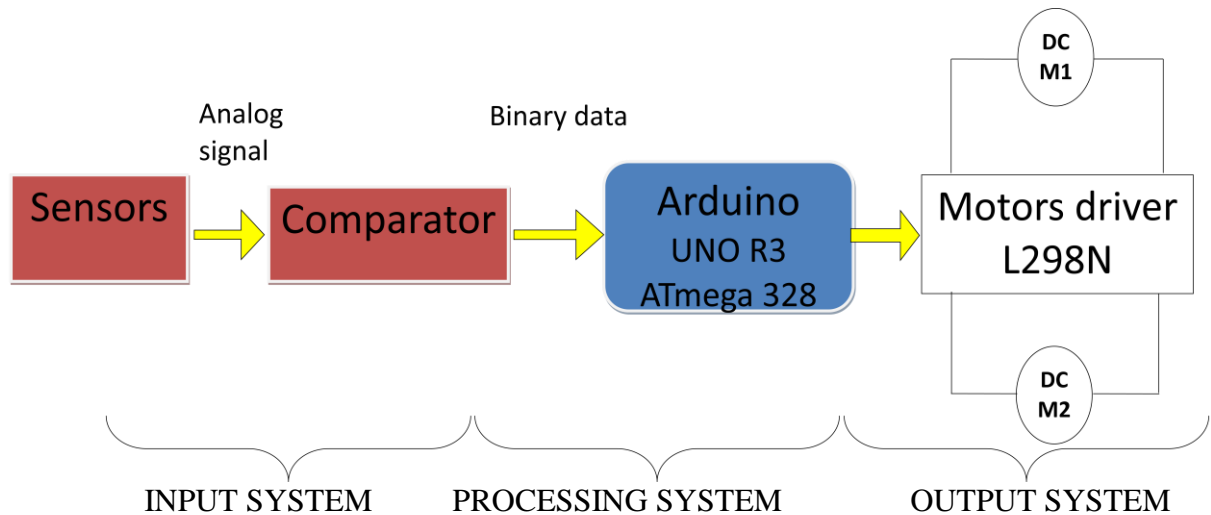 DC
M1
Analog
signal
Binary data
Sensors
Comparator
Arduino
UNO R3
ATmega 328
Motors driver
L298N
DC
M2
INPUT SYSTEM
PROCESSING SYSTEM
OUTPUT SYSTEM